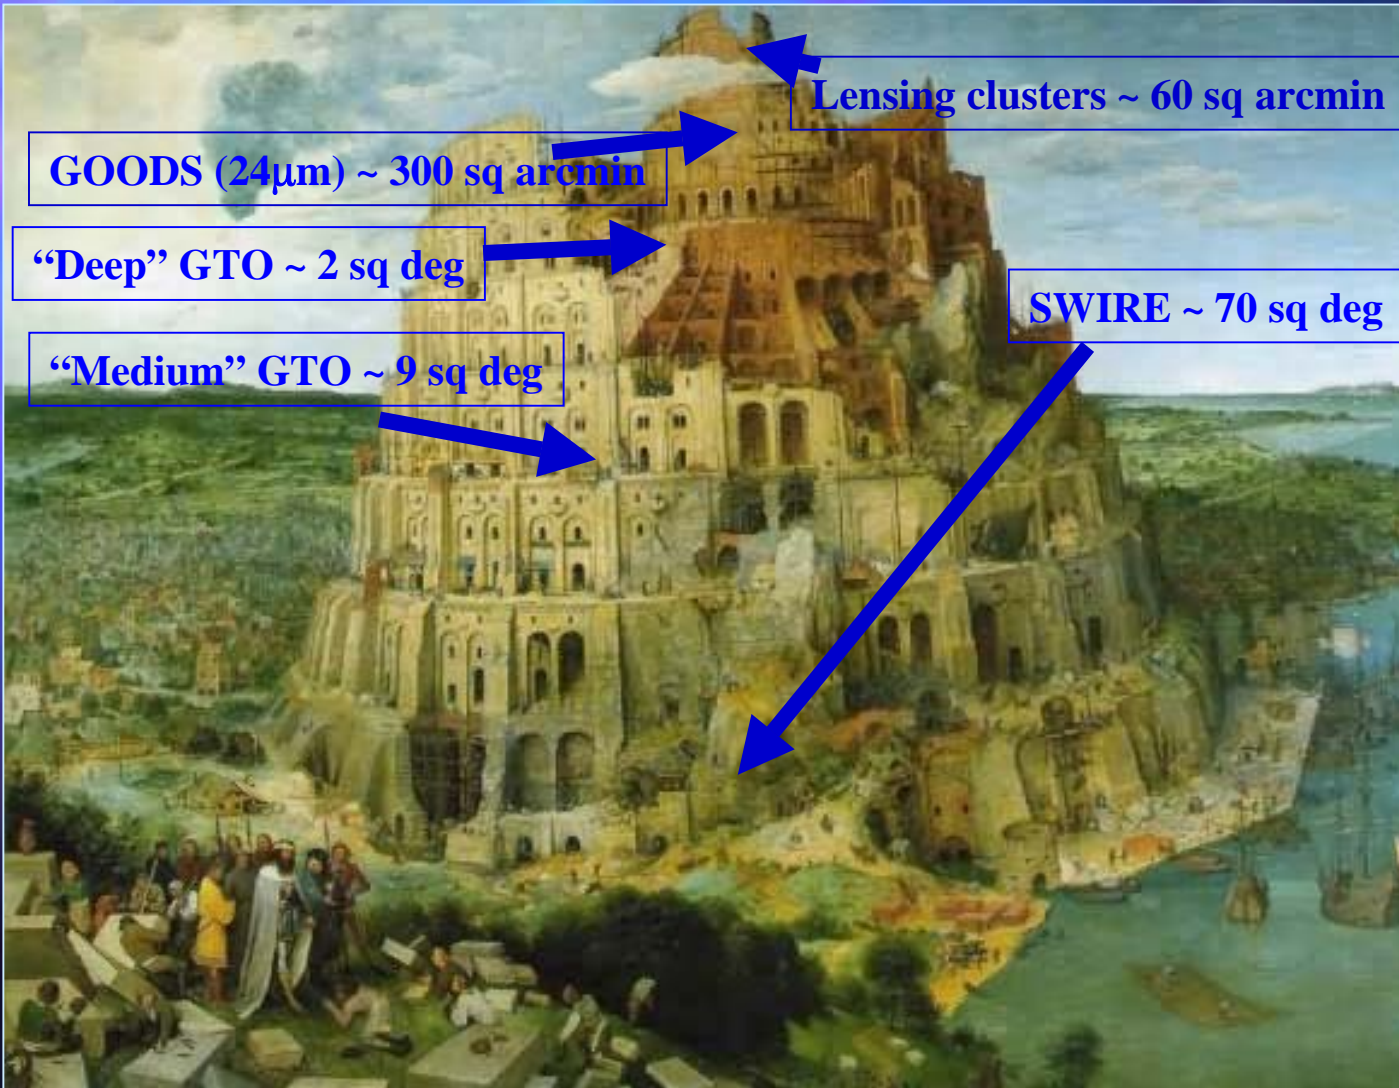 Lensing clusters ~ 60 sq arcmin
GOODS (24μm) ~ 300 sq arcmin
“Deep” GTO ~ 2 sq deg
SWIRE ~ 70 sq deg
“Medium” GTO ~ 9 sq deg